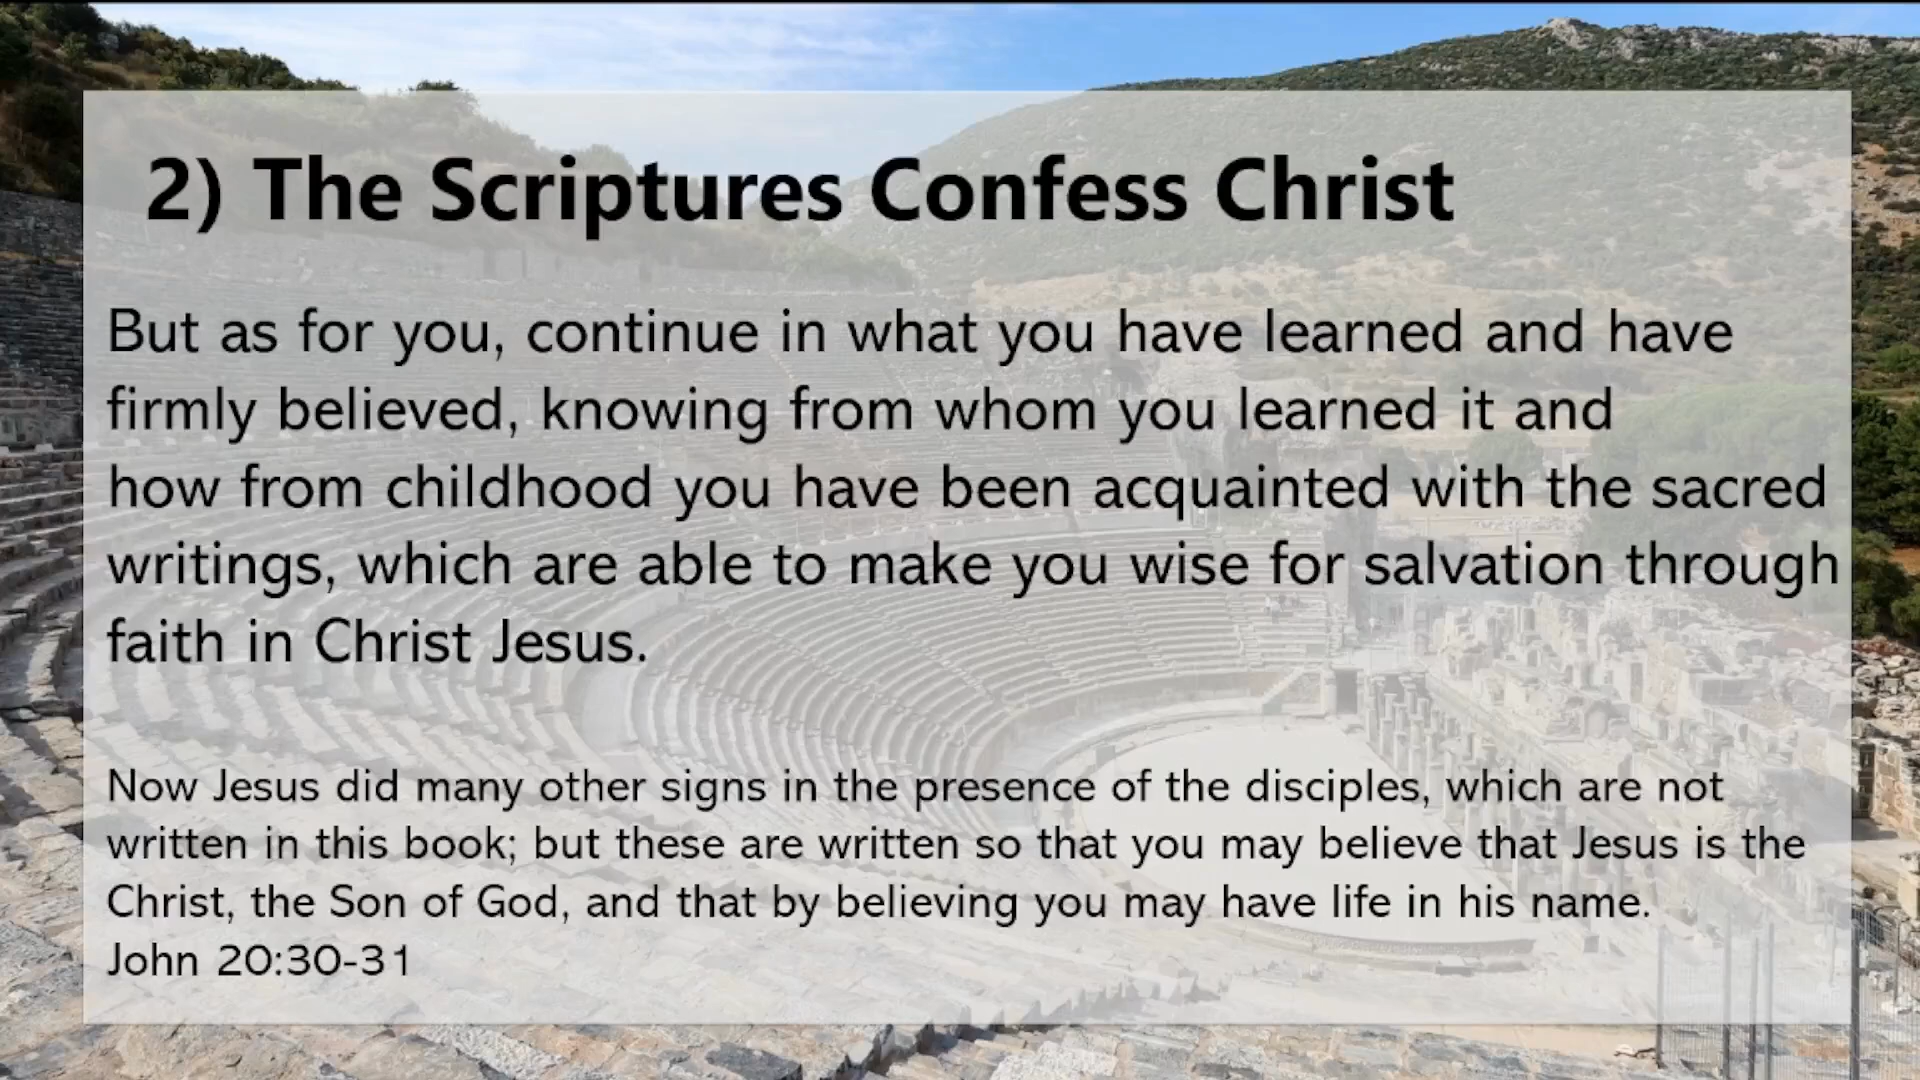 2) The Scriptures Confess Christ
But as for you, continue in what you have learned and have
firmly believed, knowing from whom you learned it and
how from childhood you have been acquainted with the sacred
writings, which are able to make you wise for salvation through
faith in Christ Jesus.
Now Jesus did many other signs in the presence of the disciples, which are not
written in this book; but these are written so that you may believe that Jesus is the
Christ, the Son of God, and that by believing you may have life in his name.
John 20:30-31